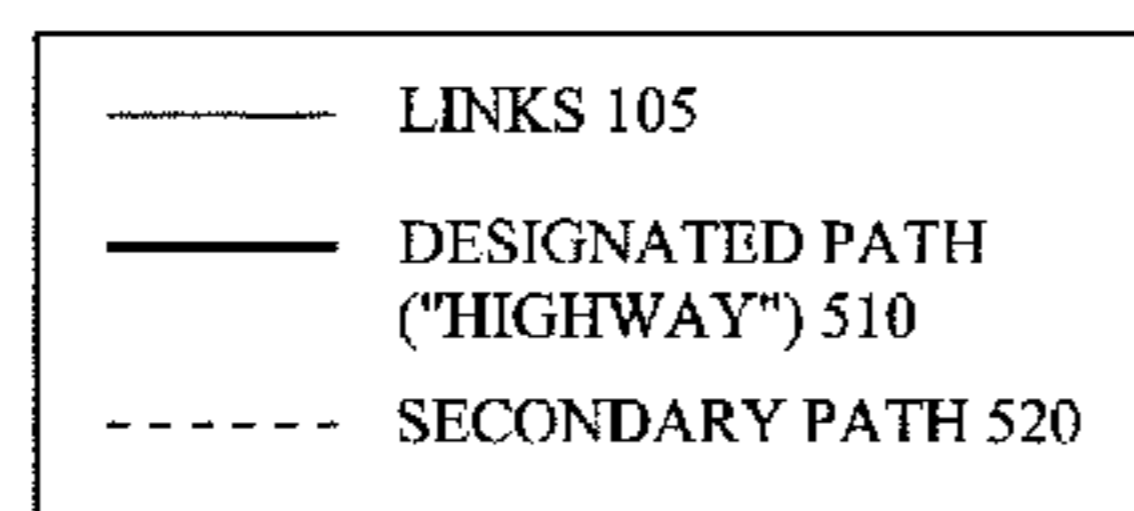 LINKS 105
DESIGNATED PATH
("HIGHWAY") 510
SECONDARY PATH 520